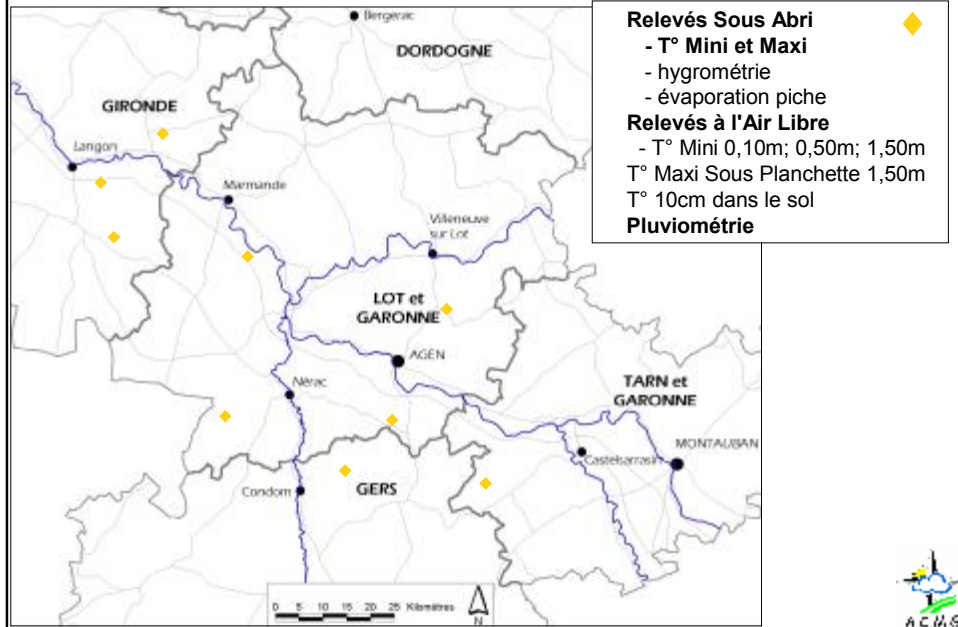 Bergerac
DORDOGNE
GIRONDE
Langon
Marmande
Villeneuve
sur Lot
LOT et
GARONNE
AGEN
Nérac
TARN et
GARONNE
MONTAUBAN
Castelsarrasin
Condom
GERS
0 5 10 15 20 25 Kilomètres
N
Relevés Sous Abri
- T° Mini et Maxi
- hygrométrie
- évaporation piche
Relevés à l'Air Libre
- T° Mini 0,10m; 0,50m; 1,50m
T° Maxi Sous Planchette 1,50m
T° 10cm dans le sol
Pluviométrie
A.C.M.G